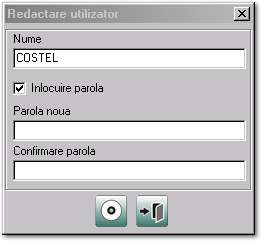 Redactare utilizator
Nume
COSTEL
Inlocuire parola
Parola noua
Confirmare parola